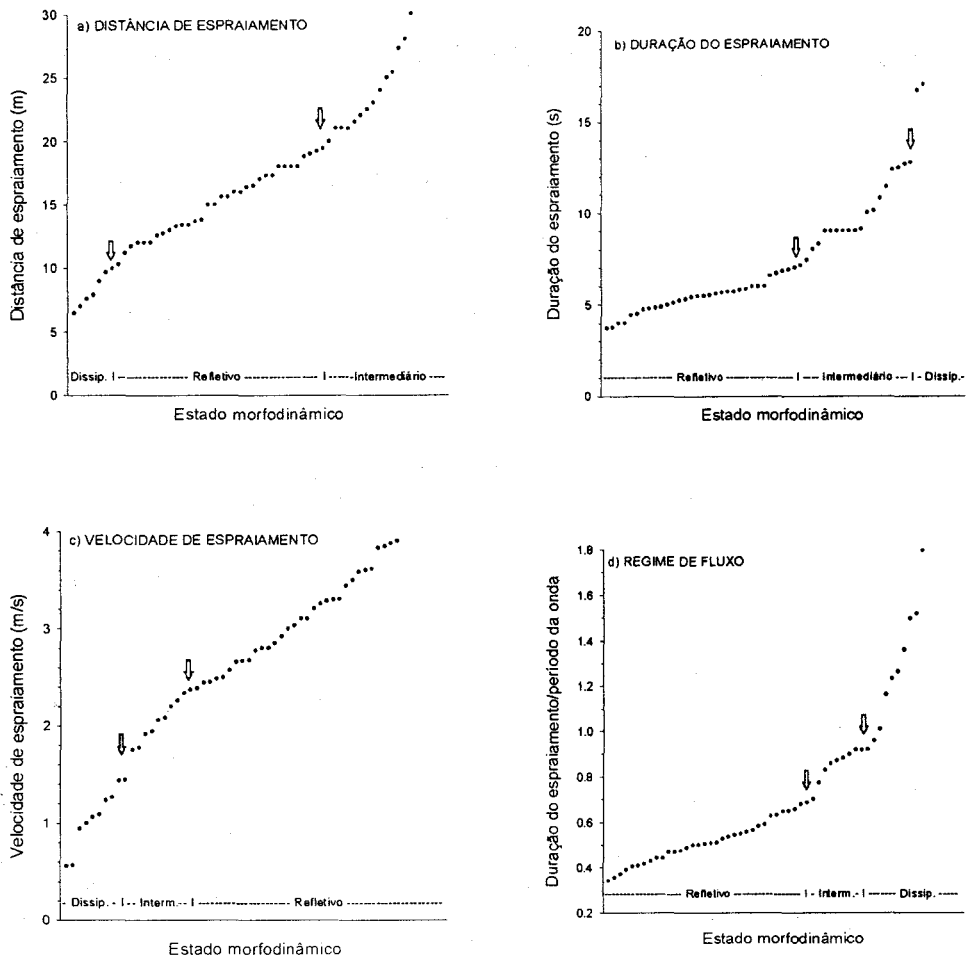 a) DISTÂNCIA DE ESPRAIAMENTO
Distância de espraiamento (m)
30
25
20
15
10
5
0
Dissip. I ---------------- Refletivo ---------------- I ------ Intermediário ----
Estado morfodinâmico
b) DURAÇÃO DO ESPRAIAMENTO
Duração do espraiamento (s)
20
15
10
5
0
---------------- Refletivo ---------------- I --- Intermediário --- I - Dissip.-
Estado morfodinâmico
c) VELOCIDADE DE ESPRAIAMENTO
Velocidade de espraiamento (m/s)
4
3
2
1
0
- Dissip.- I -- Interm.-- I ---------------- Refletivo ----------------
Estado morfodinâmico
d) REGIME DE FLUXO
Duração do espraiamento/periodo da onda
1.8
1.6
1.4
1.2
1.0
0.8
0.6
0.4
0.2
---------------- Refletivo ---------------- I - Interm.- I ------ Dissip. ----
Estado morfodinâmico